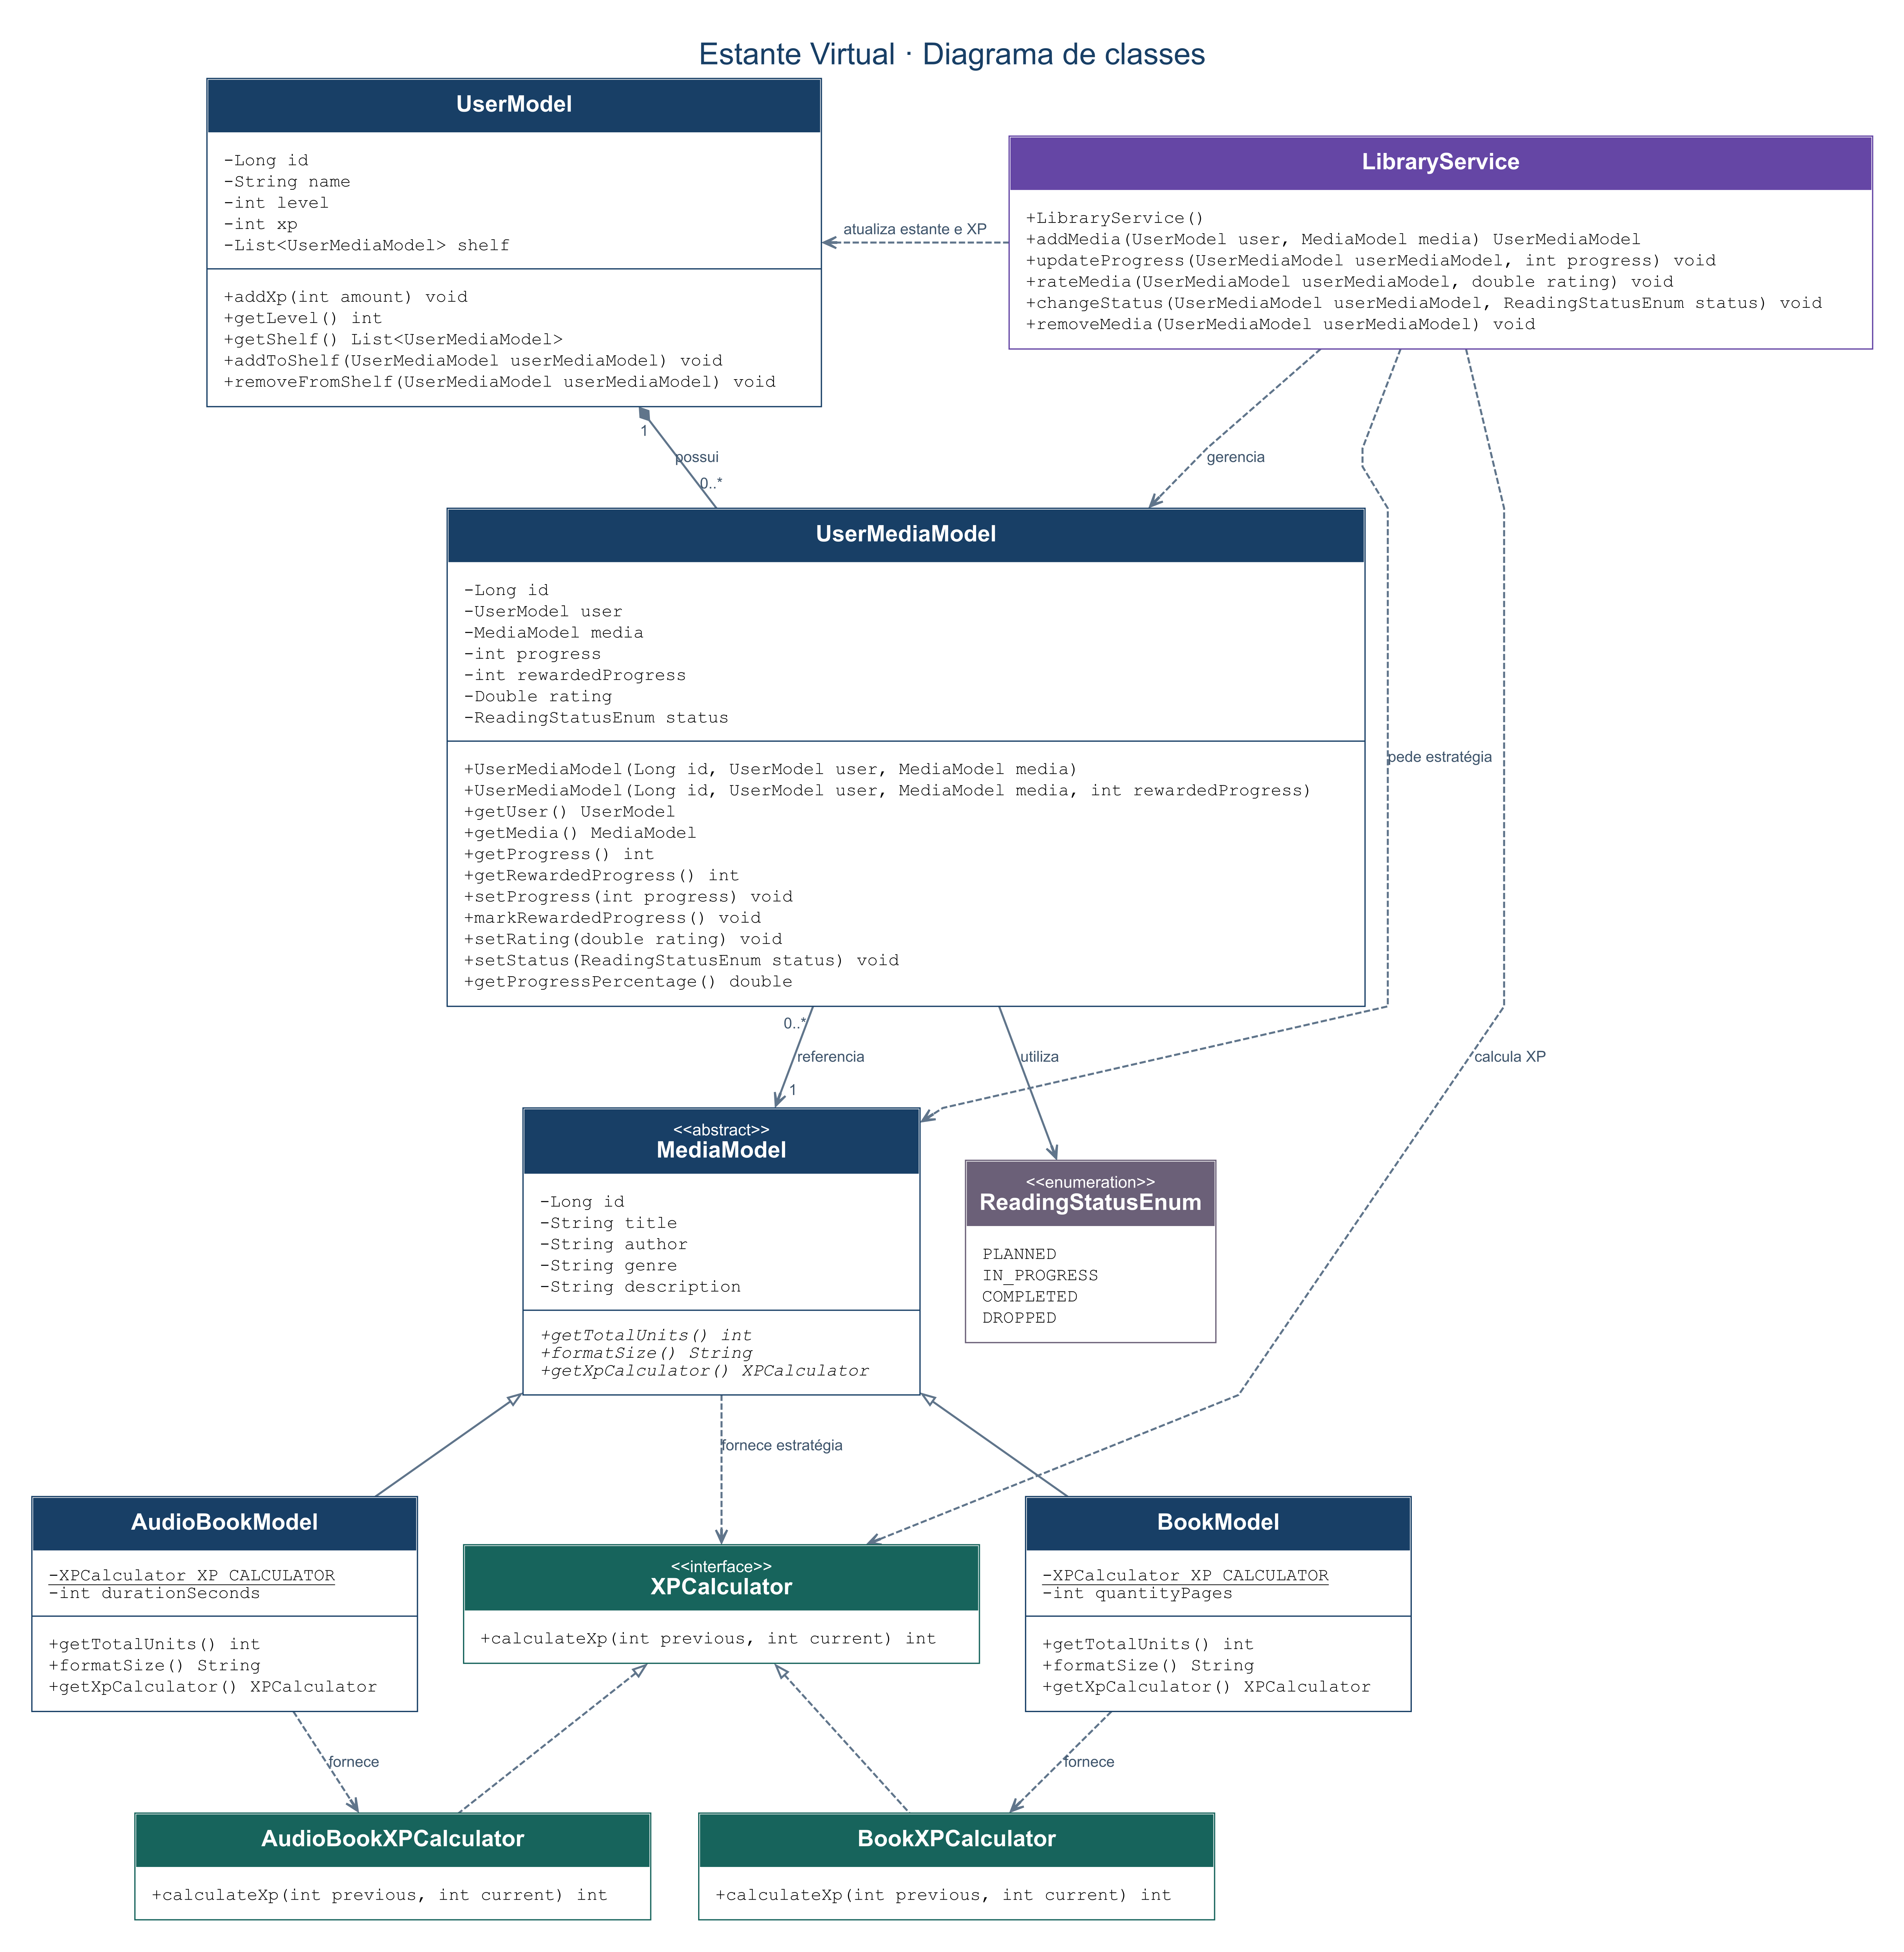 Estante Virtual · Diagrama de classes
UserModel
-Long id
-String name
-int level
-int xp
-List<UserMediaModel> shelf
+addXp(int amount) void
+getLevel() int
+getShelf() List<UserMediaModel>
+addToShelf(UserMediaModel userMediaModel) void
+removeFromShelf(UserMediaModel userMediaModel) void
LibraryService
+LibraryService()
+addMedia(UserModel user, MediaModel media) UserMediaModel
+updateProgress(UserMediaModel userMediaModel, int progress) void
+rateMedia(UserMediaModel userMediaModel, double rating) void
+changeStatus(UserMediaModel userMediaModel, ReadingStatusEnum status) void
+removeMedia(UserMediaModel userMediaModel) void
atualiza estante e XP
1
possui
0..*
gerencia
UserMediaModel
-Long id
-UserModel user
-MediaModel media
-int progress
-int rewardedProgress
-Double rating
-ReadingStatusEnum status
+UserMediaModel(Long id, UserModel user, MediaModel media)
+UserMediaModel(Long id, UserModel user, MediaModel media, int rewardedProgress)
+getUser() UserModel
+getMedia() MediaModel
+getProgress() int
+getRewardedProgress() int
+setProgress(int progress) void
+markRewardedProgress() void
+setRating(double rating) void
+setStatus(ReadingStatusEnum status) void
+getProgressPercentage() double
pede estratégia
0..*
referencia
1
utiliza
calcula XP
<<abstract>>
MediaModel
-Long id
-String title
-String author
-String genre
-String description
+getTotalUnits() int
+formatSize() String
+getXpCalculator() XPCalculator
<<enumeration>>
ReadingStatusEnum
PLANNED
IN_PROGRESS
COMPLETED
DROPPED
fornece estratégia
AudioBookModel
-XPCalculator XP_CALCULATOR
-int durationSeconds
+getTotalUnits() int
+formatSize() String
+getXpCalculator() XPCalculator
<<interface>>
XPCalculator
+calculateXp(int previous, int current) int
BookModel
-XPCalculator XP_CALCULATOR
-int quantityPages
+getTotalUnits() int
+formatSize() String
+getXpCalculator() XPCalculator
fornece
fornece
AudioBookXPCalculator
+calculateXp(int previous, int current) int
BookXPCalculator
+calculateXp(int previous, int current) int